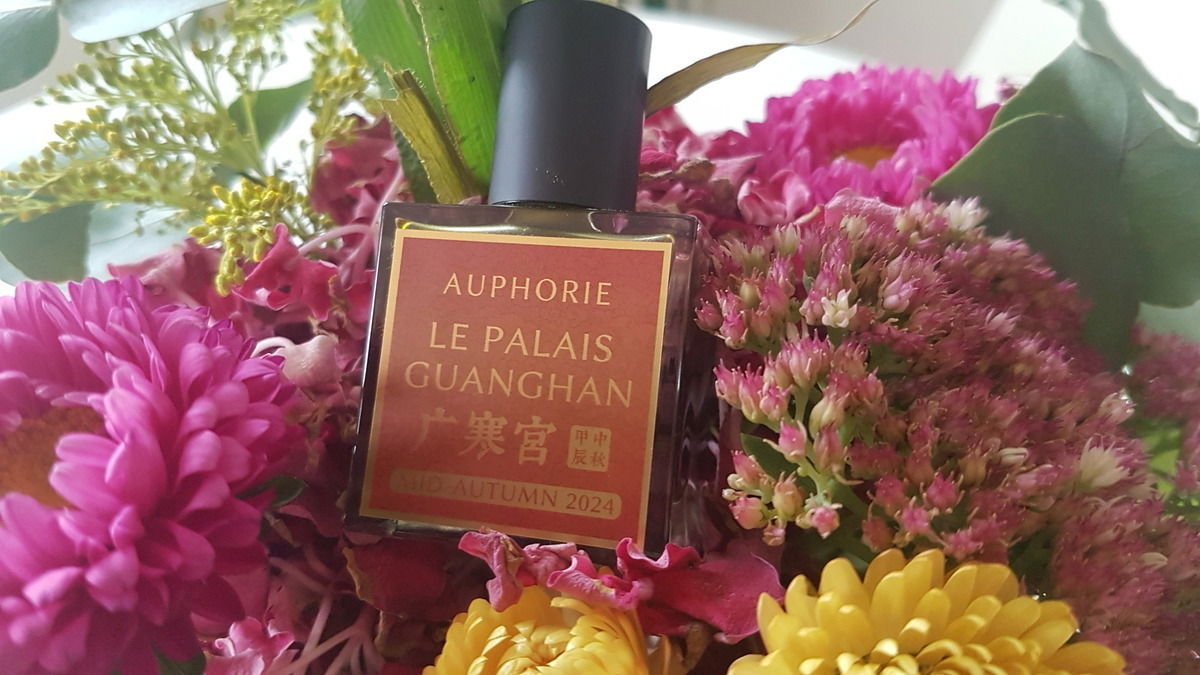 AUPHORIE
LE PALAIS
GUANGHAN
广寒宫
甲中
辰秋
MID-AUTUMN 2024